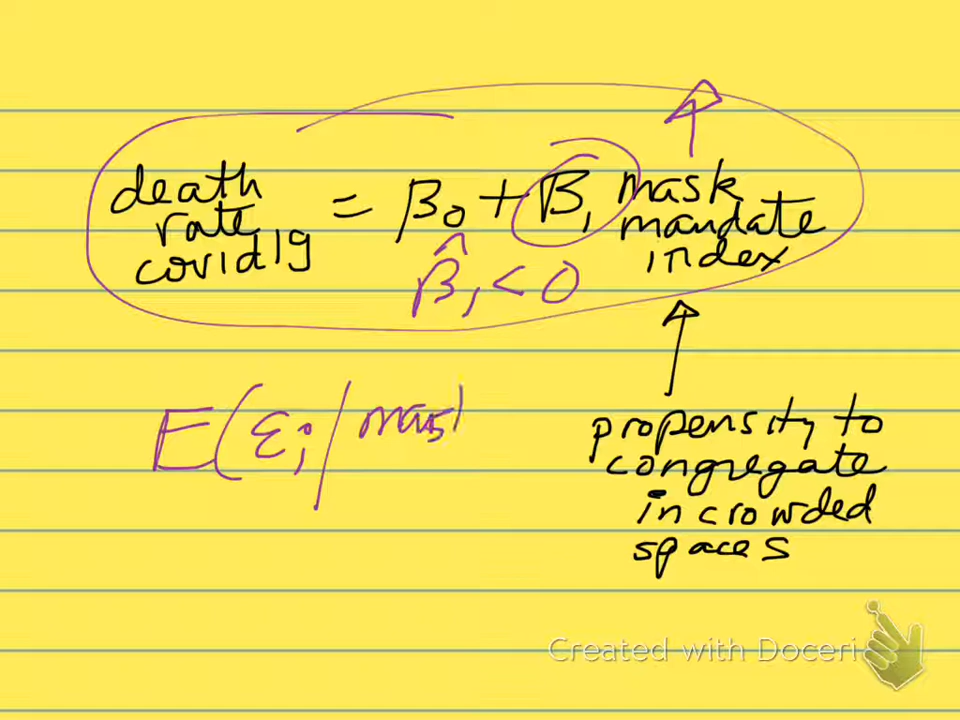 death rate covid19 = β₀ + β₁ mask mandate index
β̂₁ < 0
E(εᵢ | mas
propensity to
congregate
in crowded
spaces
Created with Doceri